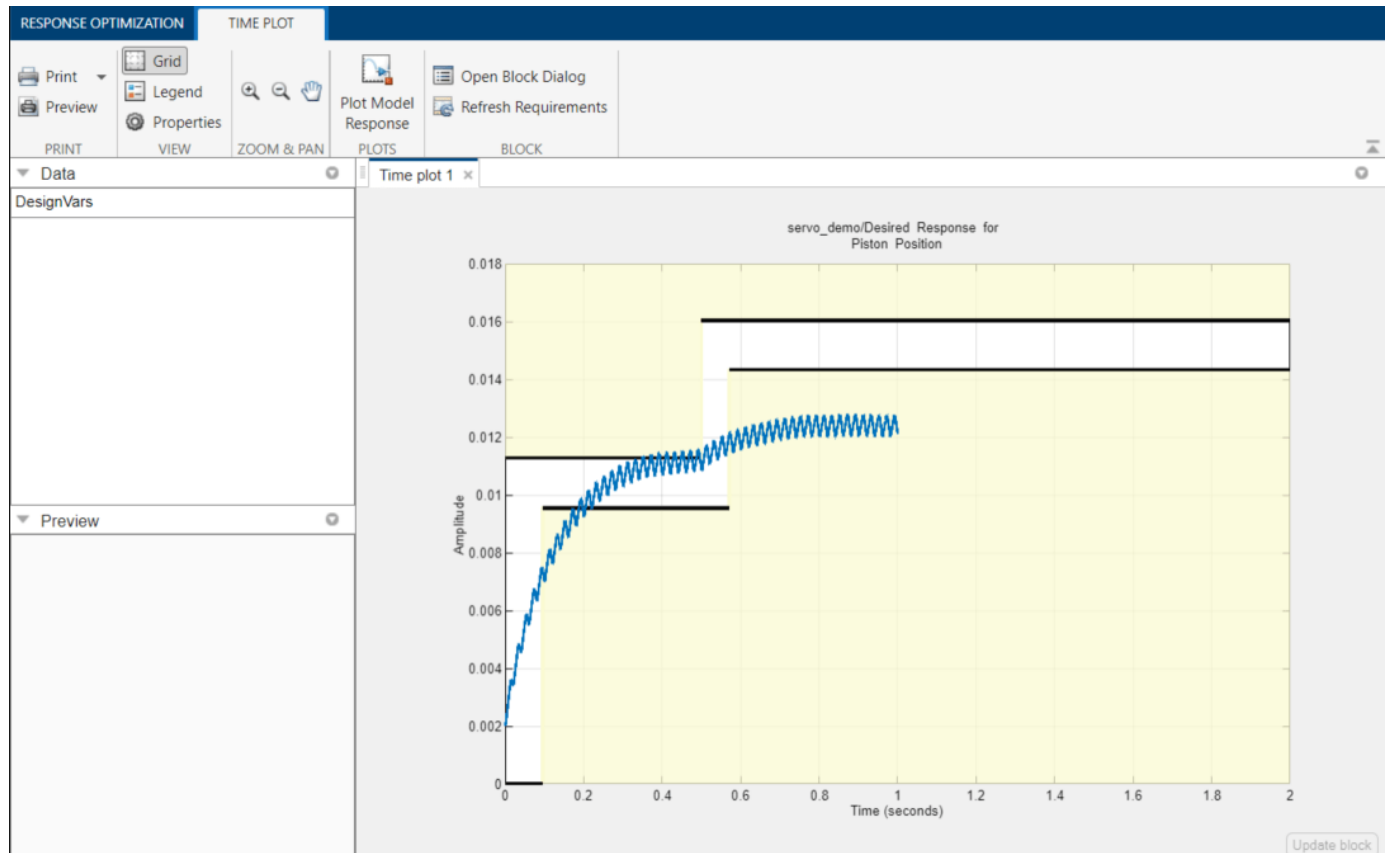 RESPONSE OPTIMIZATION
TIME PLOT
Print
Preview
PRINT
Grid
Legend
Properties
VIEW
ZOOM & PAN
Plot Model
Response
PLOTS
Open Block Dialog
Refresh Requirements
BLOCK
Data
DesignVars
Preview
Time plot 1
servo_demo/Desired Response for
Piston Position
Amplitude
0.018
0.016
0.014
0.012
0.01
0.008
0.006
0.004
0.002
0
0
0.2
0.4
0.6
0.8
1
1.2
1.4
1.6
1.8
2
Time (seconds)
Update block